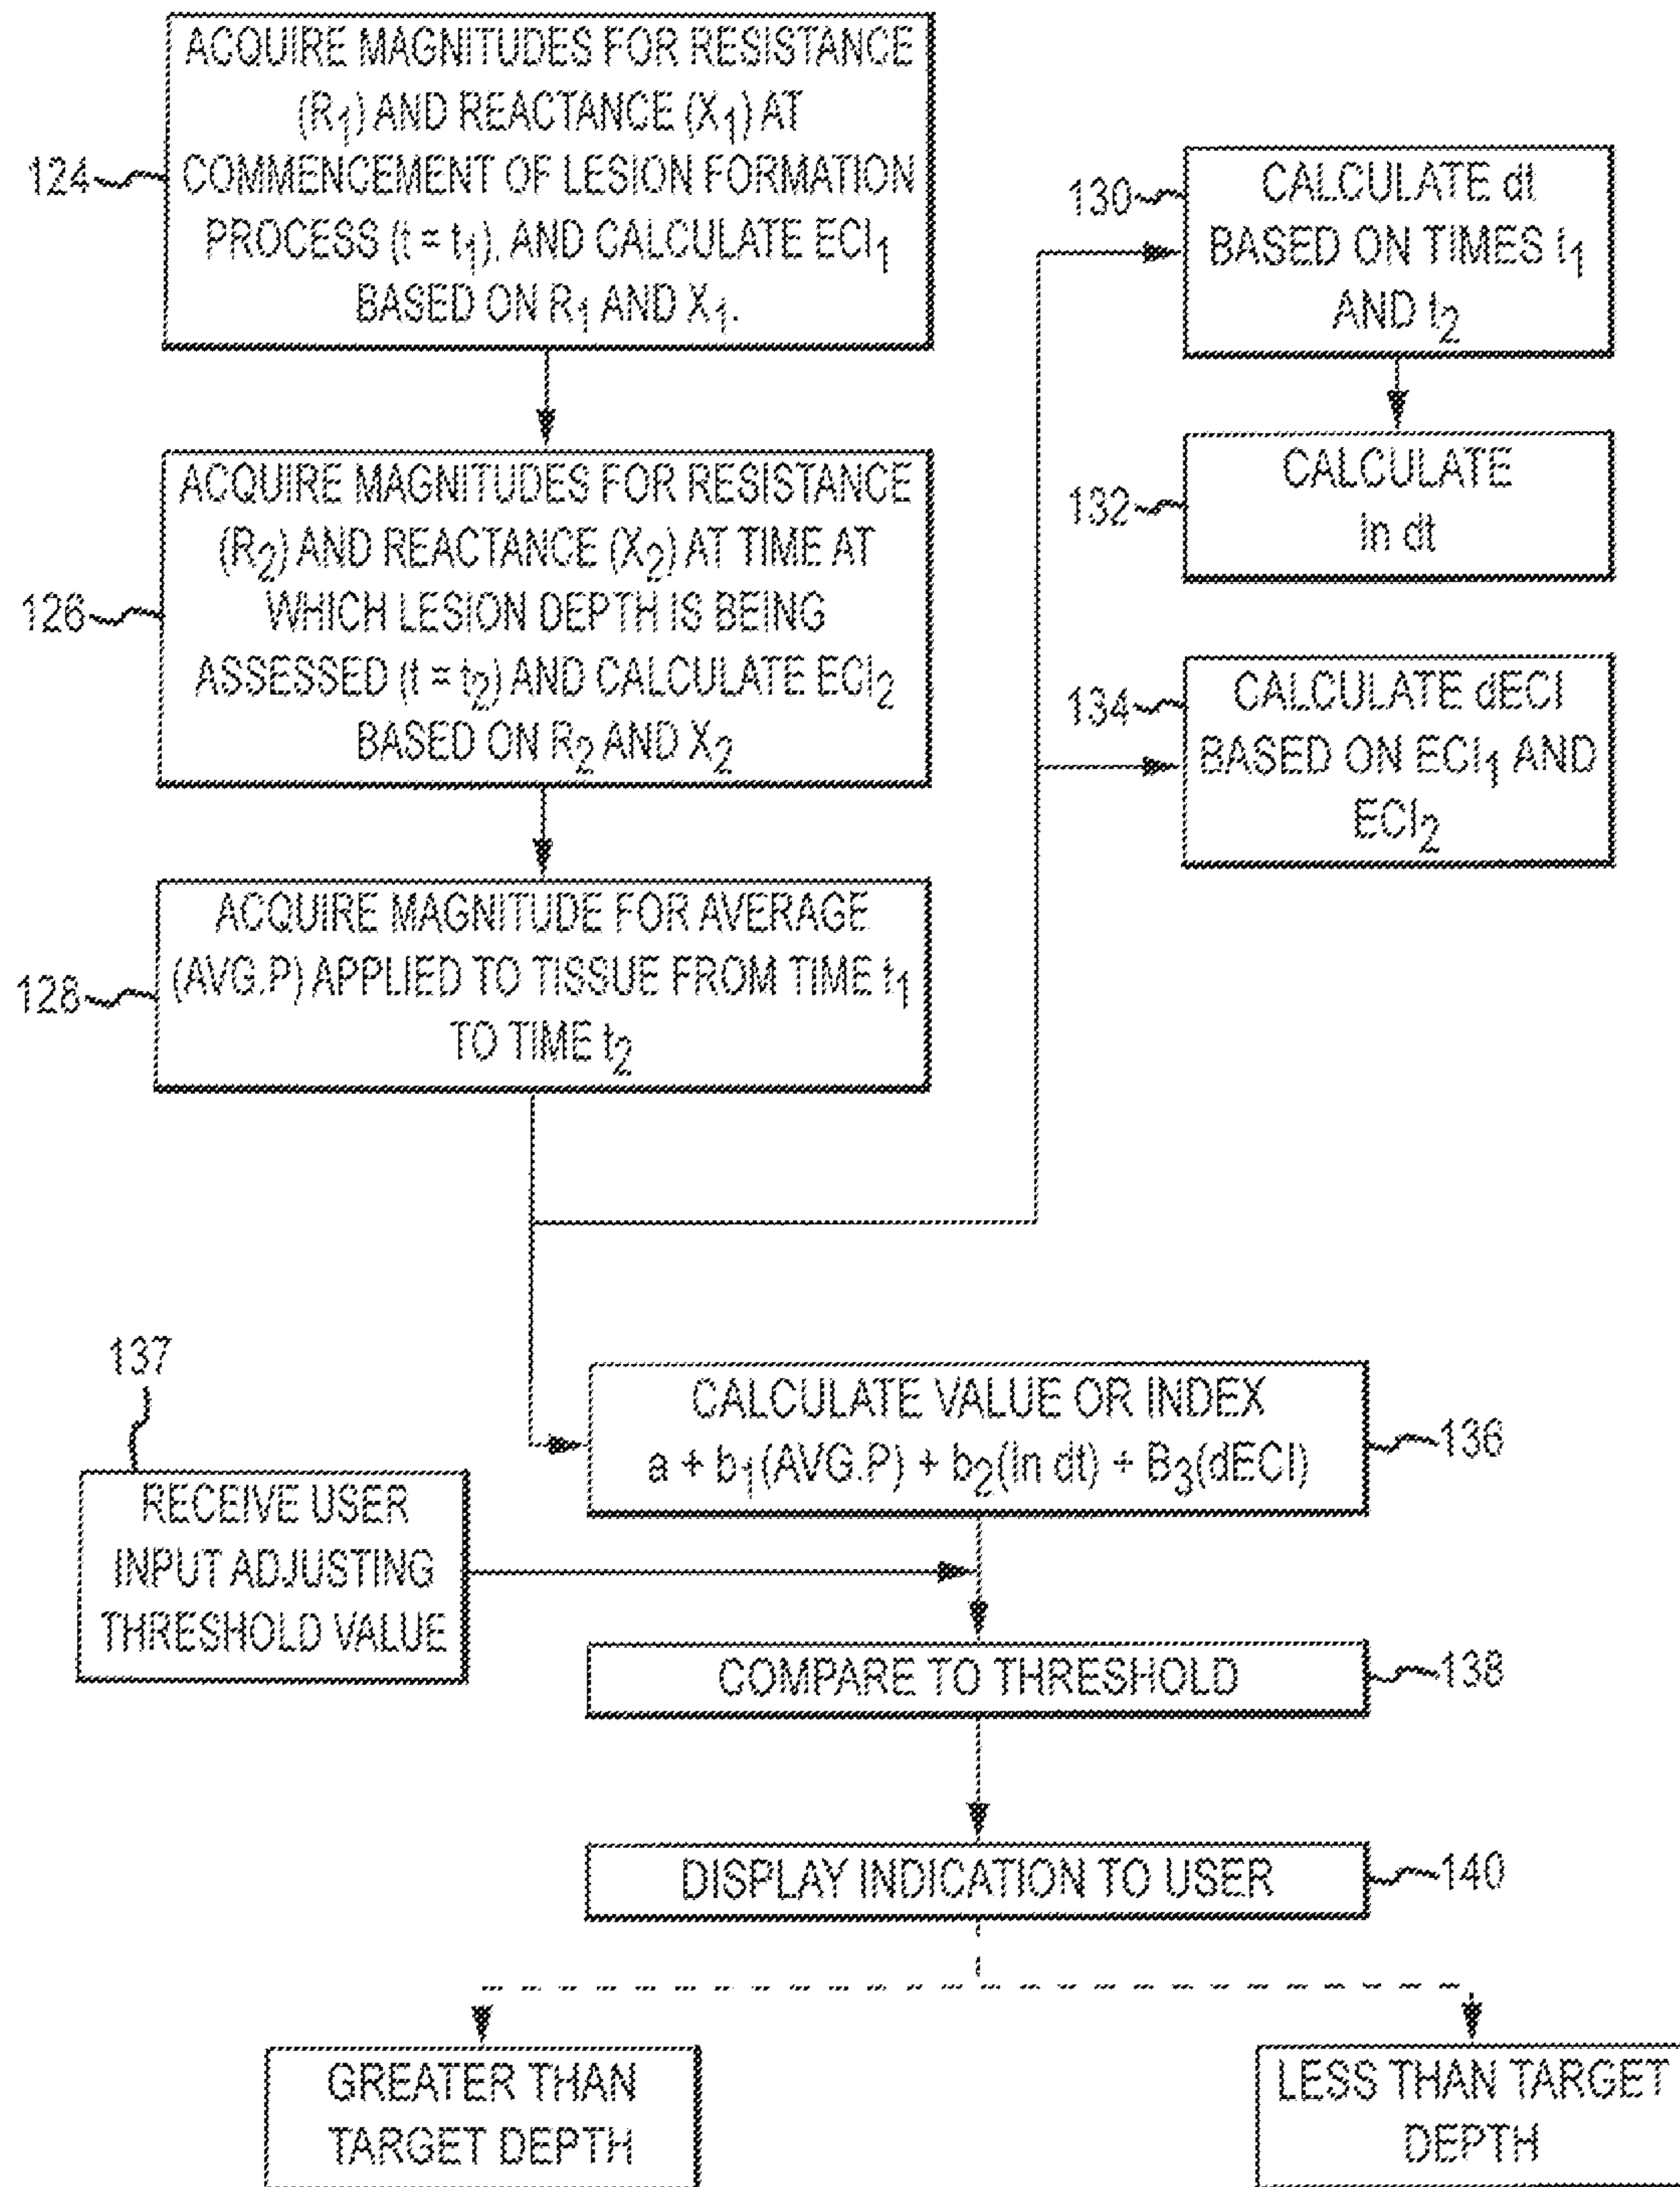 124
ACQUIRE MAGNITUDES FOR RESISTANCE
(R₁) AND REACTANCE (X₁) AT
COMMENCEMENT OF LESION FORMATION
PROCESS (t = t₁), AND CALCULATE ECI₁
BASED ON R₁ AND X₁.
126
ACQUIRE MAGNITUDES FOR RESISTANCE
(R₂) AND REACTANCE (X₂) AT TIME AT
WHICH LESION DEPTH IS BEING
ASSESSED (t = t₂) AND CALCULATE ECI₂
BASED ON R₂ AND X₂
128
ACQUIRE MAGNITUDE FOR AVERAGE
(AVG.P) APPLIED TO TISSUE FROM TIME t₁
TO TIME t₂
130
CALCULATE dt
BASED ON TIMES t₁
AND t₂
132
CALCULATE
ln dt
134
CALCULATE dECI
BASED ON ECI₁ AND
ECI₂
136
CALCULATE VALUE OR INDEX
a + b₁(AVG.P) + b₂(ln dt) + B₃(dECI)
137
RECEIVE USER
INPUT ADJUSTING
THRESHOLD VALUE
COMPARE TO THRESHOLD
138
DISPLAY INDICATION TO USER
140
GREATER THAN
TARGET DEPTH
LESS THAN TARGET
DEPTH